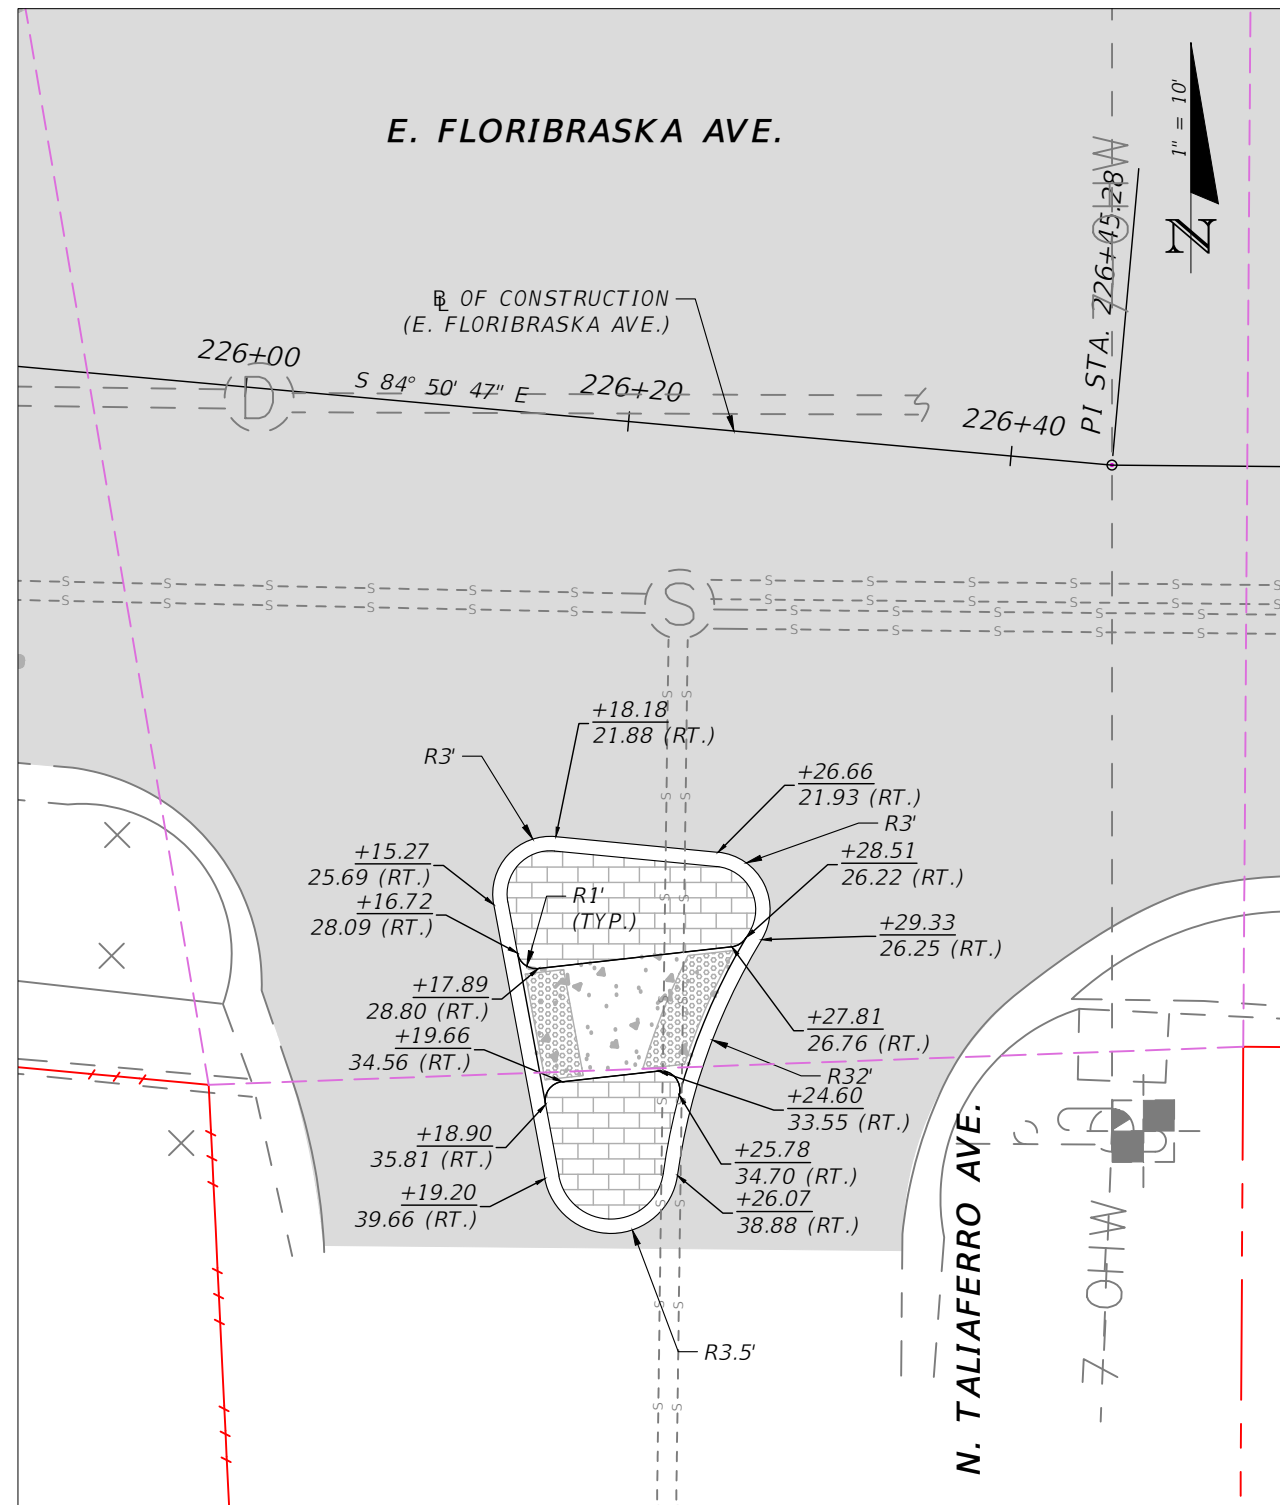 E. FLORIBRASKA AVE.
1" = 10'
N
PI STA. 226+45.28
OHW
7
℄ OF CONSTRUCTION
(E. FLORIBRASKA AVE.)
226+00
S 84° 50' 47" E
226+20
226+40
D
S
+18.18
21.88 (RT.)
R3'
+26.66
21.93 (RT.)
R3'
+15.27
25.69 (RT.)
+28.51
26.22 (RT.)
+16.72
28.09 (RT.)
R1'
(TYP.)
+29.33
26.25 (RT.)
+17.89
28.80 (RT.)
+27.81
26.76 (RT.)
+19.66
34.56 (RT.)
R32'
+24.60
33.55 (RT.)
+18.90
35.81 (RT.)
+25.78
34.70 (RT.)
+19.20
39.66 (RT.)
+26.07
38.88 (RT.)
R3.5'
N. TALIAFERRO AVE.
OHW
7